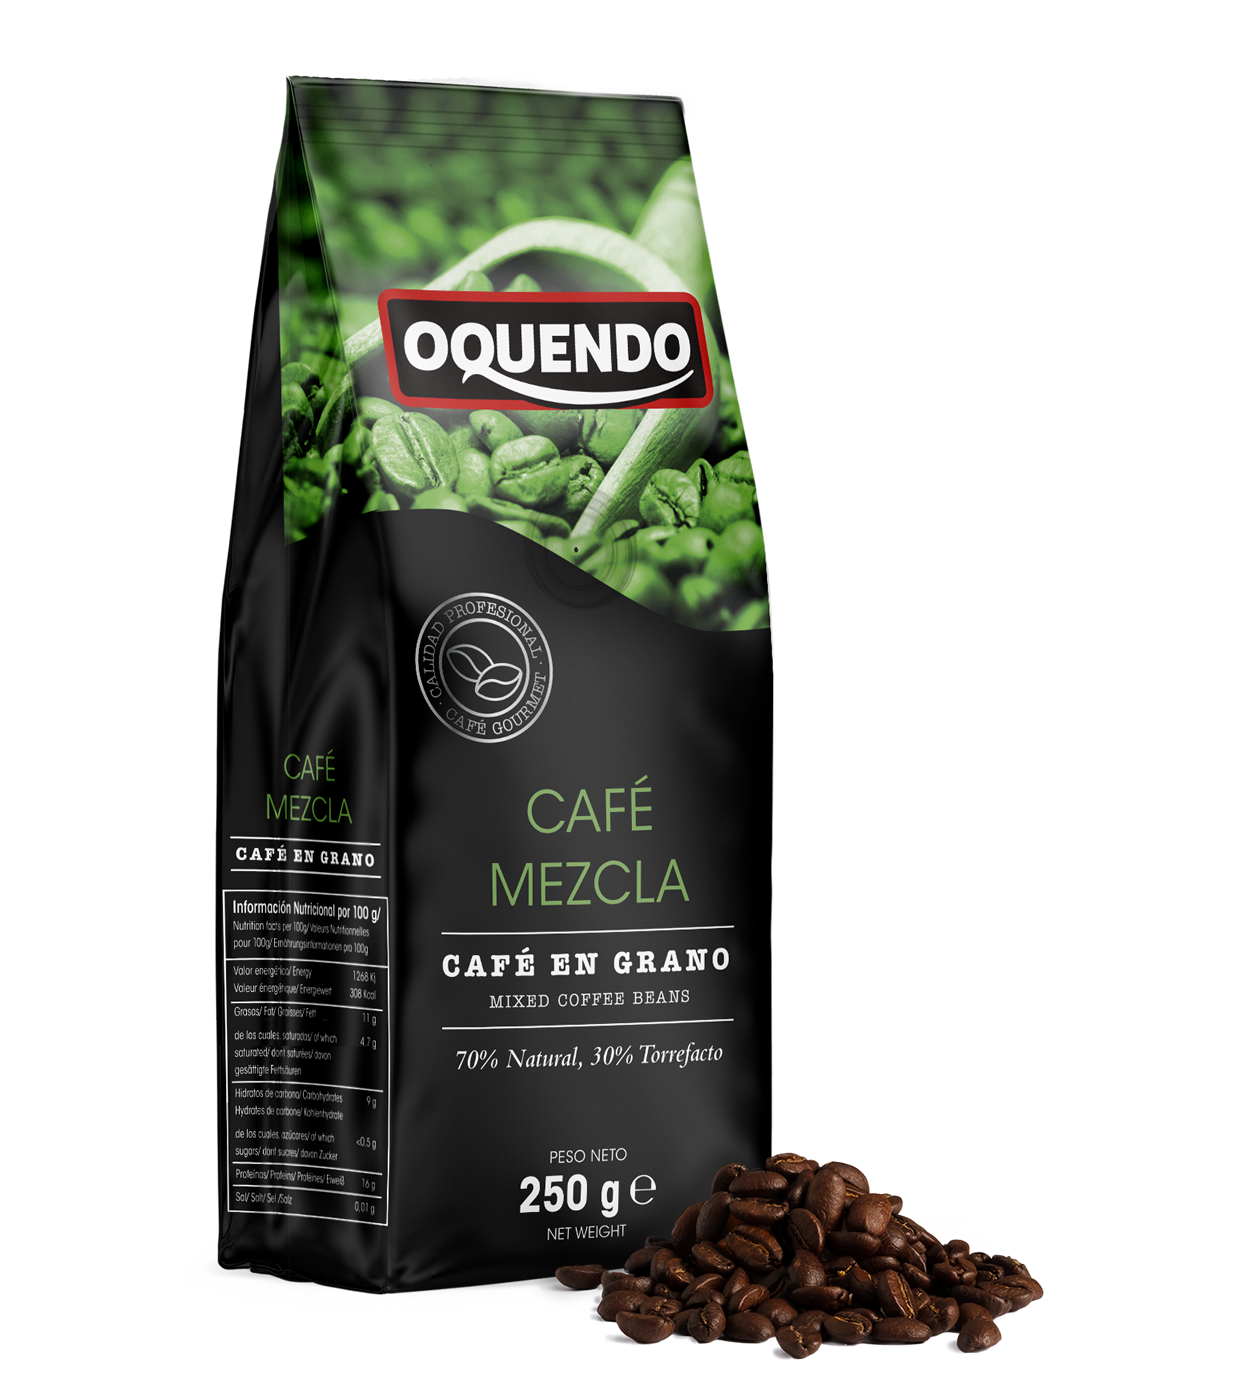 OQUENDO
· CALIDAD PROFESIONAL ·
CAFÉ GOURMET
CAFÉ
MEZCLA
CAFÉ EN GRANO
MIXED COFFEE BEANS
70% Natural, 30% Torrefacto
PESO NETO
250 g ℮
NET WEIGHT
CAFÉ
MEZCLA
CAFÉ EN GRANO
Información Nutricional por 100 g/
Nutrition facts per 100g/ Valeurs Nutritionnelles
pour 100g/ Ernährungsinformationen pro 100g
Valor energético/ Energy 1268 Kj
Valeur énergétique/ Energiewert 308 Kcal
Grasas/ Fat/ Graisses/ Fett 11 g
de las cuales, saturadas/ of which 4,7 g
saturated/ dont saturées/ davon
gesättigte Fettsäuren
Hidratos de carbono/ Carbohydrates 9 g
Hydrates de carbone/ Kohlenhydrate
de los cuales, azúcares/ of which <0,5 g
sugars/ dont sucres/ davon Zucker
Proteínas/ Proteins/ Protéines/ Eiweiß 16 g
Sal/ Salt/ Sel /Salz 0,01 g